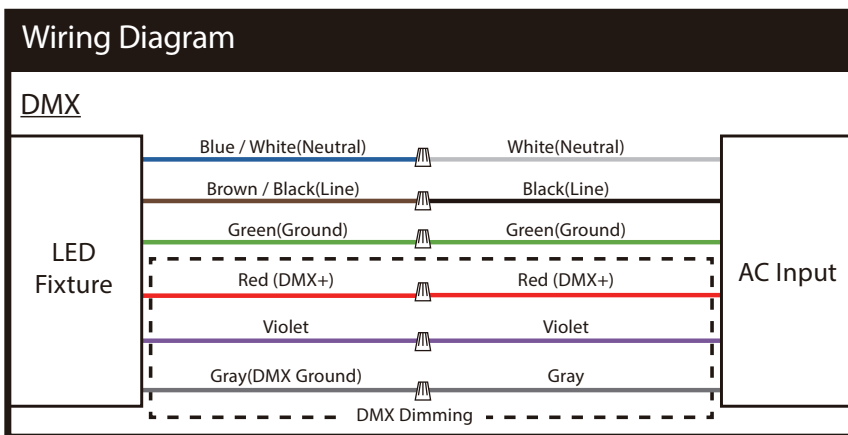 Wiring Diagram
DMX
Blue / White(Neutral) White(Neutral)
Brown / Black(Line) Black(Line)
Green(Ground) Green(Ground)
LED
Fixture
Red (DMX+) Red (DMX+)
AC Input
Violet Violet
Gray(DMX Ground) Gray
DMX Dimming